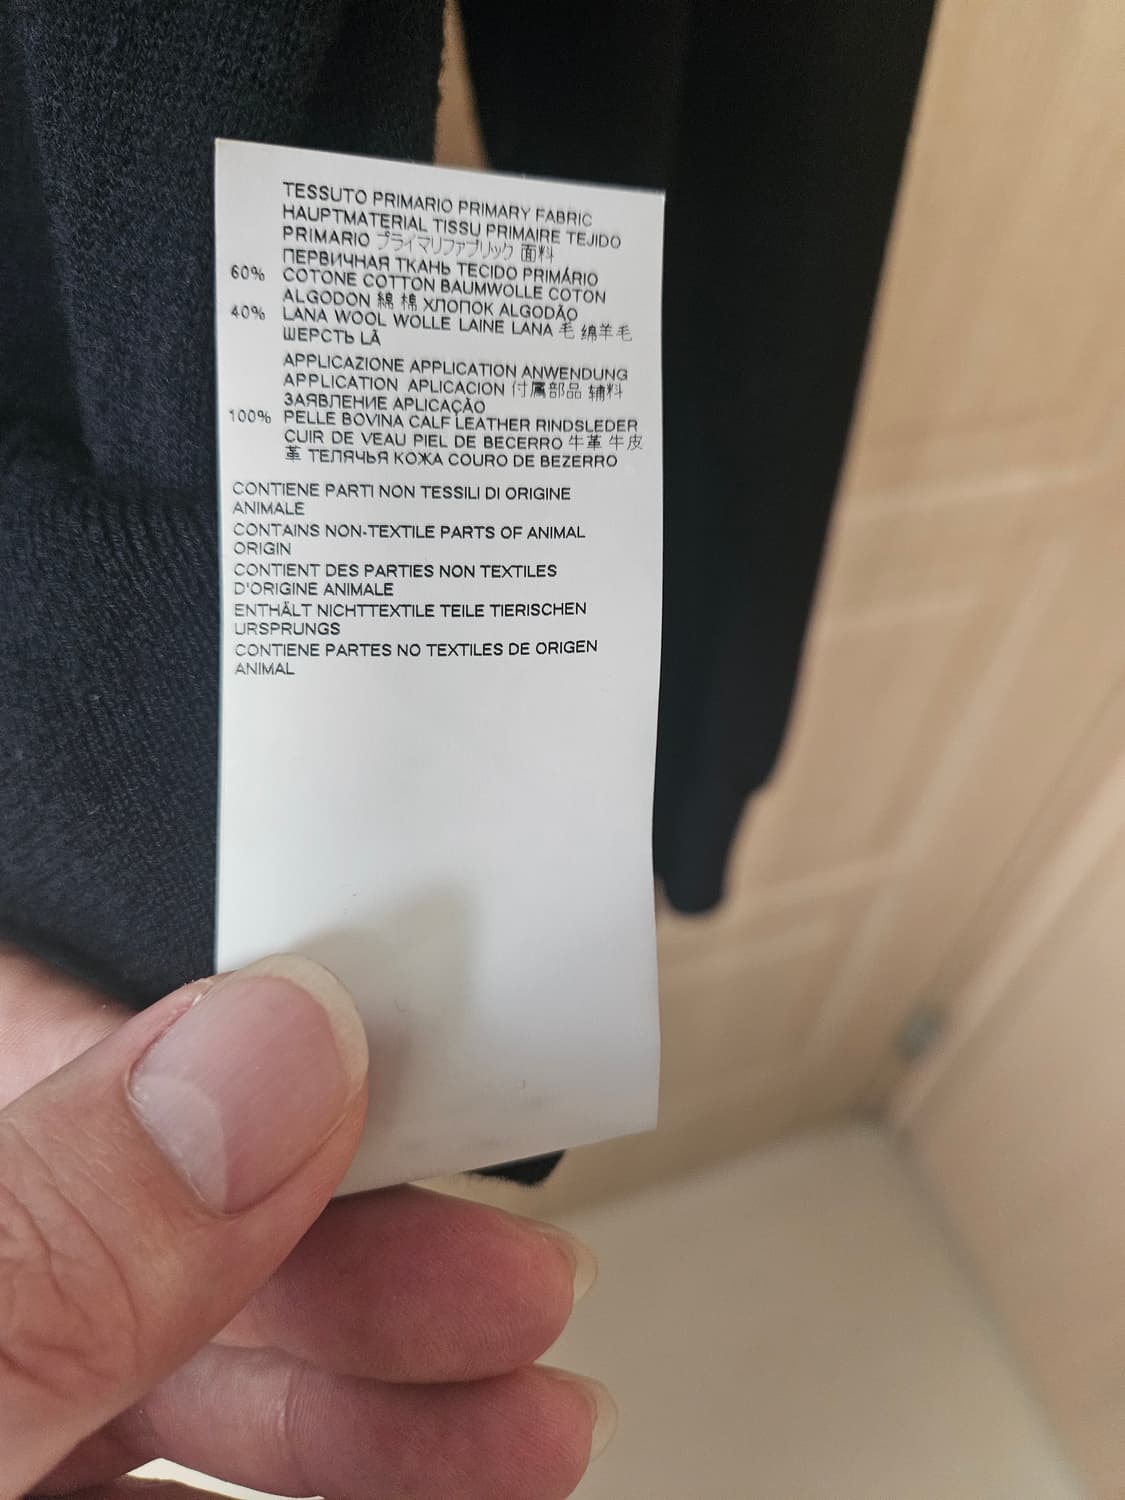 TESSUTO PRIMARIO PRIMARY FABRIC
HAUPTMATERIAL TISSU PRIMAIRE TEJIDO
PRIMARIO プライマリファブリック 面料
ПЕРВИЧНАЯ ТКАНЬ TECIDO PRIMÁRIO
60% COTONE COTTON BAUMWOLLE COTON
ALGODON 綿 棉 ХЛОПОК ALGODÃO
40% LANA WOOL WOLLE LAINE LANA 毛 绵羊毛
ШЕРСТЬ LÃ
APPLICAZIONE APPLICATION ANWENDUNG
APPLICATION APLICACION 付属部品 辅料
ЗАЯВЛЕНИЕ APLICAÇÃO
100% PELLE BOVINA CALF LEATHER RINDSLEDER
CUIR DE VEAU PIEL DE BECERRO 牛革 牛皮
革 ТЕЛЯЧЬЯ КОЖА COURO DE BEZERRO
CONTIENE PARTI NON TESSILI DI ORIGINE
ANIMALE
CONTAINS NON-TEXTILE PARTS OF ANIMAL
ORIGIN
CONTIENT DES PARTIES NON TEXTILES
D'ORIGINE ANIMALE
ENTHÄLT NICHTTEXTILE TEILE TIERISCHEN
URSPRUNGS
CONTIENE PARTES NO TEXTILES DE ORIGEN
ANIMAL